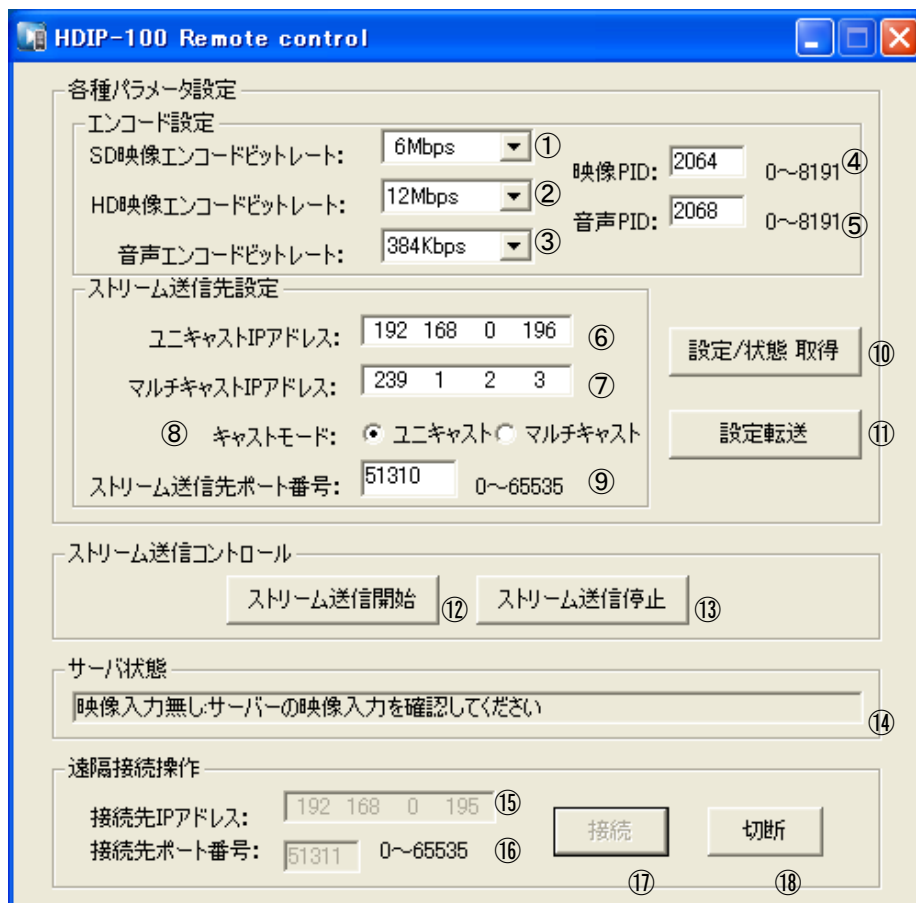 HDIP-100 Remote control
各種パラメータ設定
エンコード設定
SD映像エンコードビットレート: 6Mbps ①
映像PID: 2064 0～8191 ④
HD映像エンコードビットレート: 12Mbps ②
音声PID: 2068 0～8191 ⑤
音声エンコードビットレート: 384Kbps ③
ストリーム送信先設定
ユニキャストIPアドレス: 192 168 0 196 ⑥
設定/状態 取得 ⑩
マルチキャストIPアドレス: 239 1 2 3 ⑦
⑧ キャストモード: ユニキャスト マルチキャスト
設定転送 ⑪
ストリーム送信先ポート番号: 51310 0～65535 ⑨
ストリーム送信コントロール
ストリーム送信開始 ⑫ ストリーム送信停止 ⑬
サーバ状態
映像入力無し:サーバーの映像入力を確認してください ⑭
遠隔接続操作
接続先IPアドレス: 192 168 0 195 ⑮
接続先ポート番号: 51311 0～65535 ⑯
接続 ⑰ 切断 ⑱